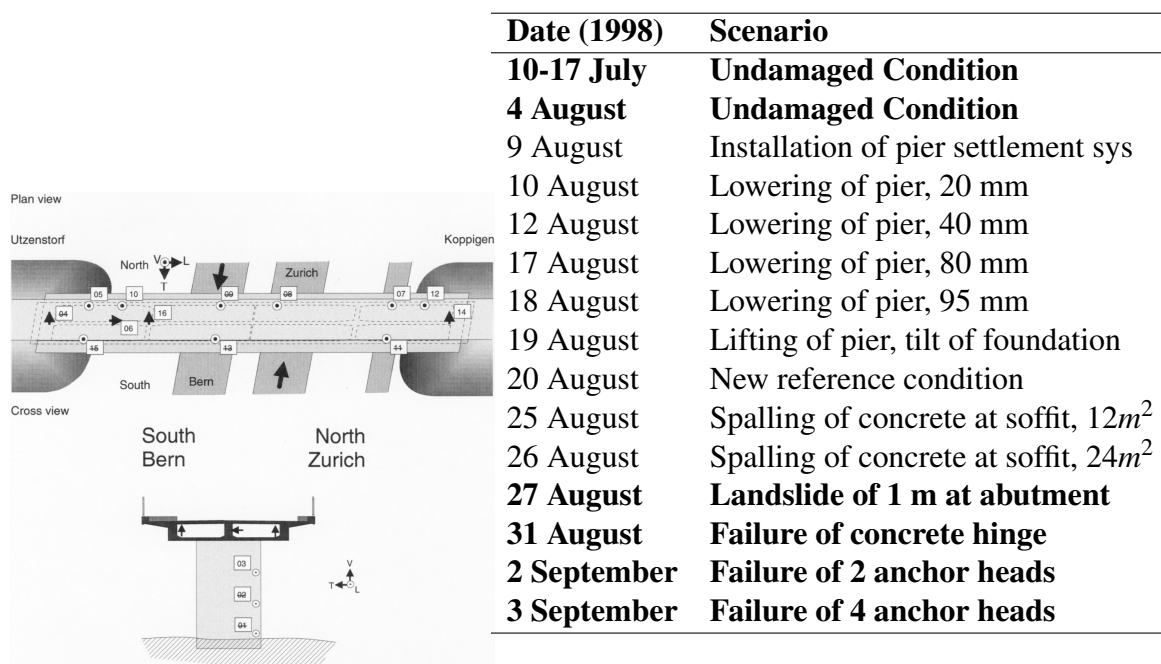 Plan view
Utzenstorf
Koppigen
North
V
L
T
Zurich
05
10
09
08
07
12
04
06
16
14
15
13
11
South
Bern
Cross view
South
Bern
North
Zurich
03
02
01
V
T
L
Date (1998) Scenario
10-17 July Undamaged Condition
4 August Undamaged Condition
9 August Installation of pier settlement sys
10 August Lowering of pier, 20 mm
12 August Lowering of pier, 40 mm
17 August Lowering of pier, 80 mm
18 August Lowering of pier, 95 mm
19 August Lifting of pier, tilt of foundation
20 August New reference condition
25 August Spalling of concrete at soffit, 12m²
26 August Spalling of concrete at soffit, 24m²
27 August Landslide of 1 m at abutment
31 August Failure of concrete hinge
2 September Failure of 2 anchor heads
3 September Failure of 4 anchor heads